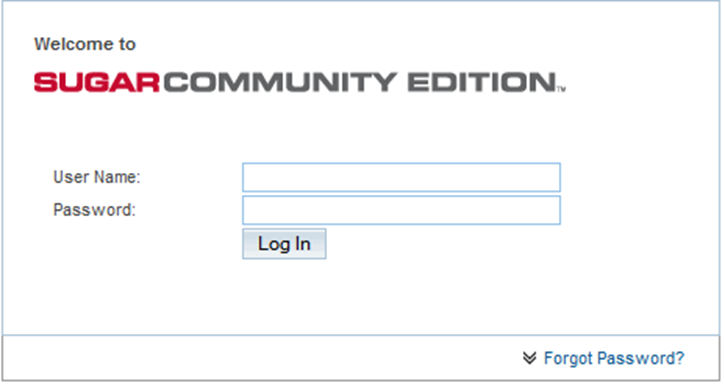 Welcome to
SUGARCOMMUNITY EDITION™
User Name:
Password:
Log In
Forgot Password?